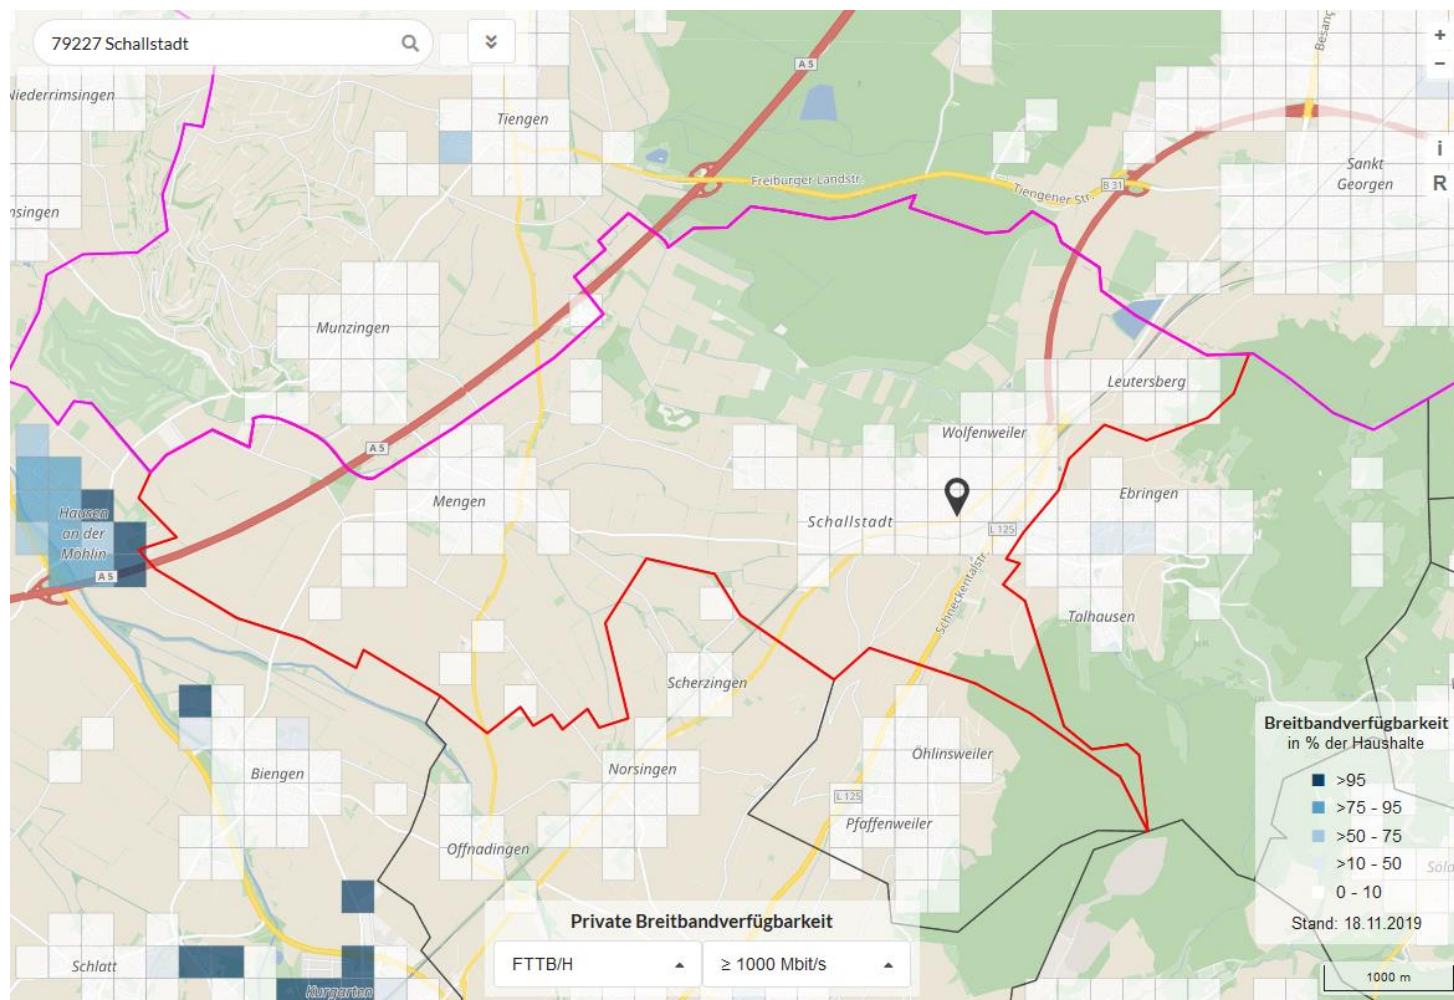 79227 Schallstadt
Besanç
+
−
A 5
Niederrimsingen
Tiengen
i
Sankt
Georgen
R
Freiburger Landstr.
B 31
Tiengener Str.
nsingen
Munzingen
Leutersberg
Wolfenweiler
A 5
Mengen
Ebringen
Hausen
an der
Möhlin
Schallstadt
L 125
A 5
Schneckentalstr.
Talhausen
Scherzingen
Breitbandverfügbarkeit
in % der Haushalte
>95
>75 - 95
>50 - 75
>10 - 50
0 - 10
Stand: 18.11.2019
1000 m
Öhlinsweiler
Norsingen
Biengen
L 125
Pfaffenweiler
Offnadingen
Söld
Private Breitbandverfügbarkeit
FTTB/H
≥ 1000 Mbit/s
Schlatt
Kurgarten